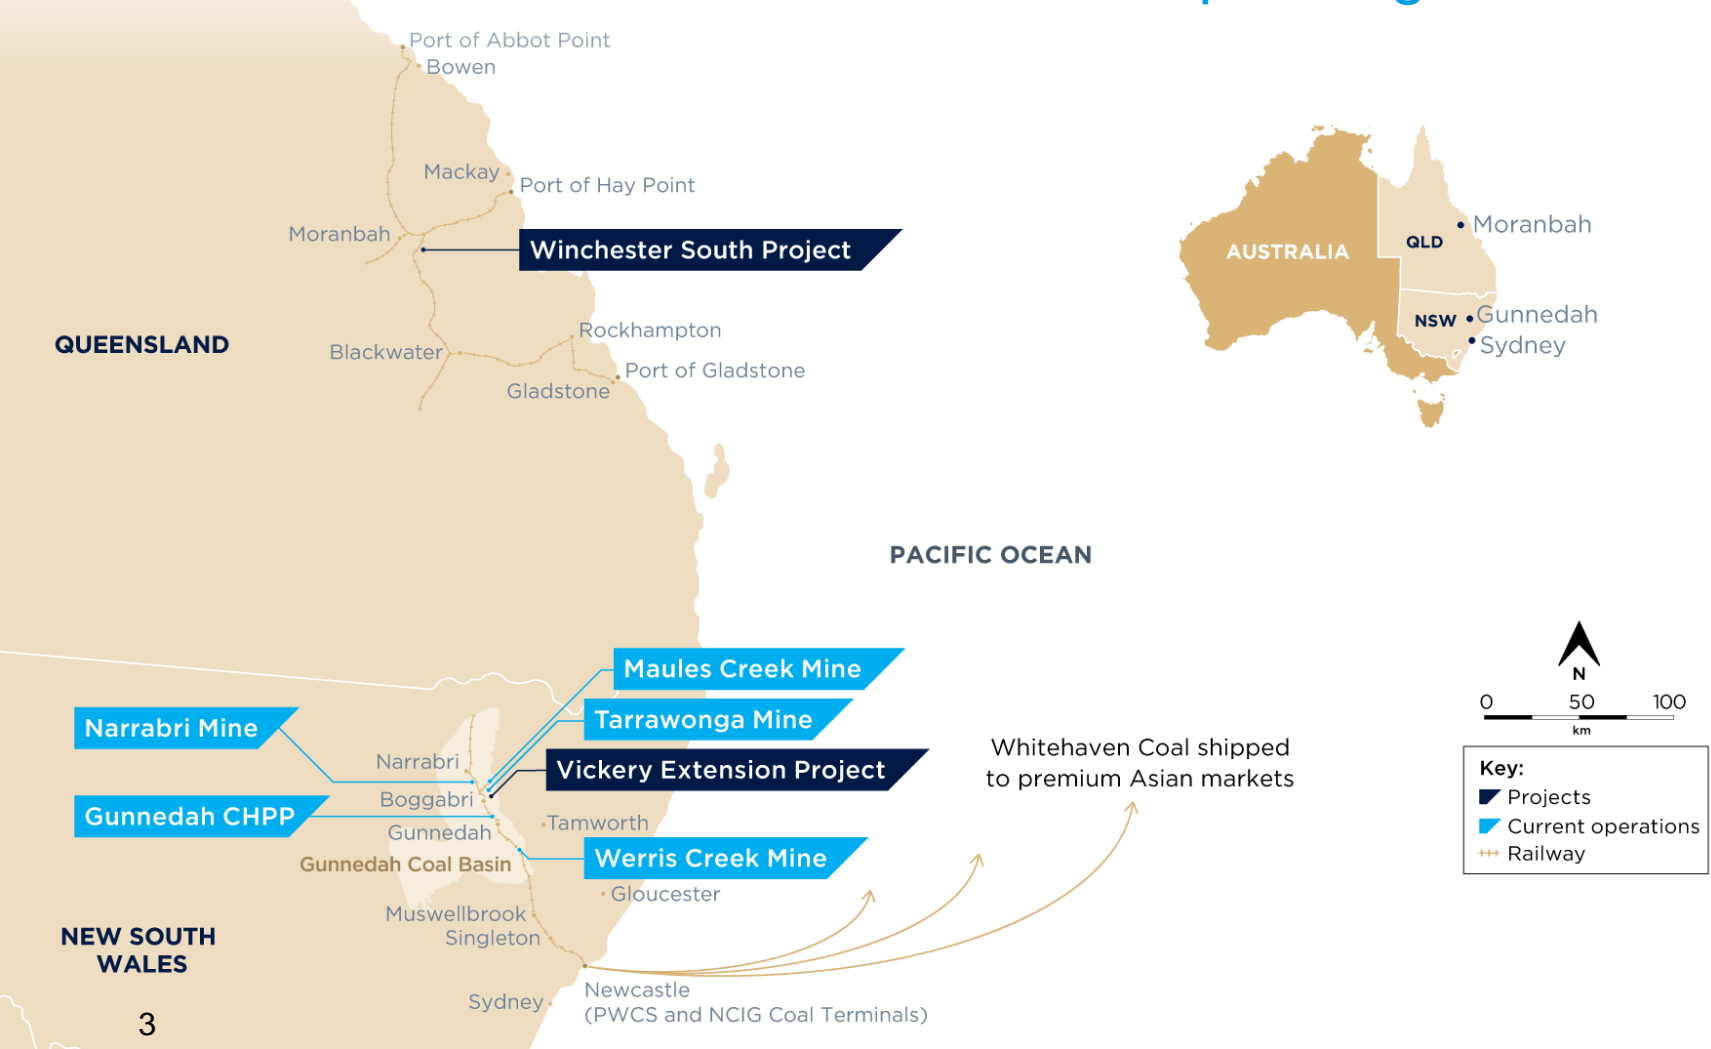 Port of Abbot Point
Bowen
Mackay
Port of Hay Point
Moranbah
Winchester South Project
QUEENSLAND
Rockhampton
Blackwater
Port of Gladstone
Gladstone
AUSTRALIA
QLD
Moranbah
NSW
Gunnedah
Sydney
PACIFIC OCEAN
Maules Creek Mine
Tarrawonga Mine
Narrabri Mine
Vickery Extension Project
Narrabri
Boggabri
Gunnedah CHPP
Gunnedah
Tamworth
Gunnedah Coal Basin
Werris Creek Mine
Gloucester
Muswellbrook
Singleton
NEW SOUTH
WALES
Sydney
Newcastle
(PWCS and NCIG Coal Terminals)
Whitehaven Coal shipped
to premium Asian markets
N
0 50 100
km
Key:
Projects
Current operations
Railway
3